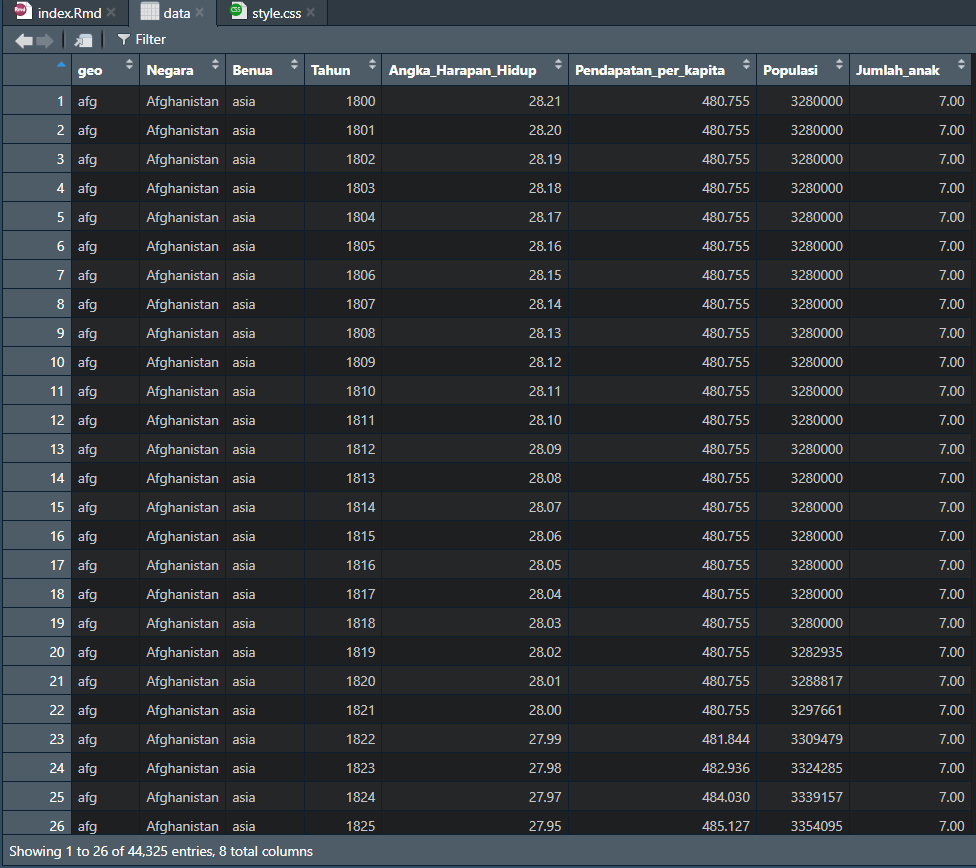 index.Rmd data style.css
Filter
geo Negara Benua Tahun Angka_Harapan_Hidup Pendapatan_per_kapita Populasi Jumlah_anak
1 afg Afghanistan asia 1800 28.21 480.755 3280000 7.00
2 afg Afghanistan asia 1801 28.20 480.755 3280000 7.00
3 afg Afghanistan asia 1802 28.19 480.755 3280000 7.00
4 afg Afghanistan asia 1803 28.18 480.755 3280000 7.00
5 afg Afghanistan asia 1804 28.17 480.755 3280000 7.00
6 afg Afghanistan asia 1805 28.16 480.755 3280000 7.00
7 afg Afghanistan asia 1806 28.15 480.755 3280000 7.00
8 afg Afghanistan asia 1807 28.14 480.755 3280000 7.00
9 afg Afghanistan asia 1808 28.13 480.755 3280000 7.00
10 afg Afghanistan asia 1809 28.12 480.755 3280000 7.00
11 afg Afghanistan asia 1810 28.11 480.755 3280000 7.00
12 afg Afghanistan asia 1811 28.10 480.755 3280000 7.00
13 afg Afghanistan asia 1812 28.09 480.755 3280000 7.00
14 afg Afghanistan asia 1813 28.08 480.755 3280000 7.00
15 afg Afghanistan asia 1814 28.07 480.755 3280000 7.00
16 afg Afghanistan asia 1815 28.06 480.755 3280000 7.00
17 afg Afghanistan asia 1816 28.05 480.755 3280000 7.00
18 afg Afghanistan asia 1817 28.04 480.755 3280000 7.00
19 afg Afghanistan asia 1818 28.03 480.755 3280000 7.00
20 afg Afghanistan asia 1819 28.02 480.755 3282935 7.00
21 afg Afghanistan asia 1820 28.01 480.755 3288817 7.00
22 afg Afghanistan asia 1821 28.00 480.755 3297661 7.00
23 afg Afghanistan asia 1822 27.99 481.844 3309479 7.00
24 afg Afghanistan asia 1823 27.98 482.936 3324285 7.00
25 afg Afghanistan asia 1824 27.97 484.030 3339157 7.00
26 afg Afghanistan asia 1825 27.95 485.127 3354095 7.00
Showing 1 to 26 of 44,325 entries, 8 total columns